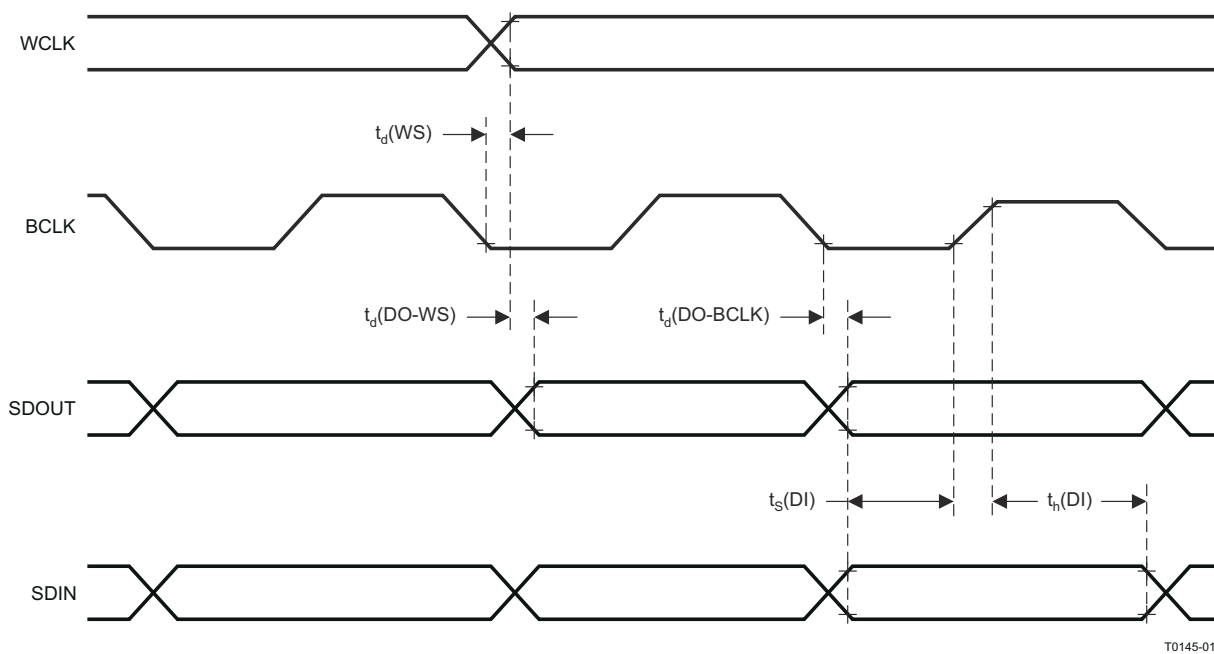 WCLK
t_d(WS)
BCLK
t_d(DO-WS)
t_d(DO-BCLK)
SDOUT
t_S(DI)
t_h(DI)
SDIN
T0145-01